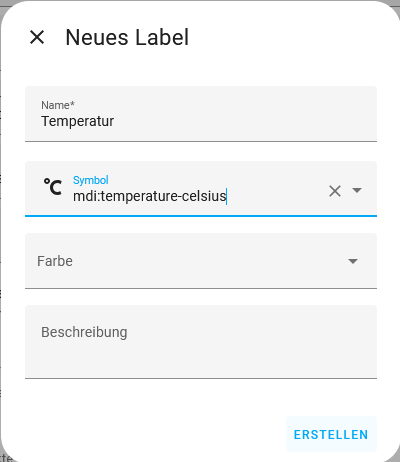 Neues Label
Name*
Temperatur
°C
Symbol
mdi:temperature-celsius
Farbe
Beschreibung
ERSTELLEN